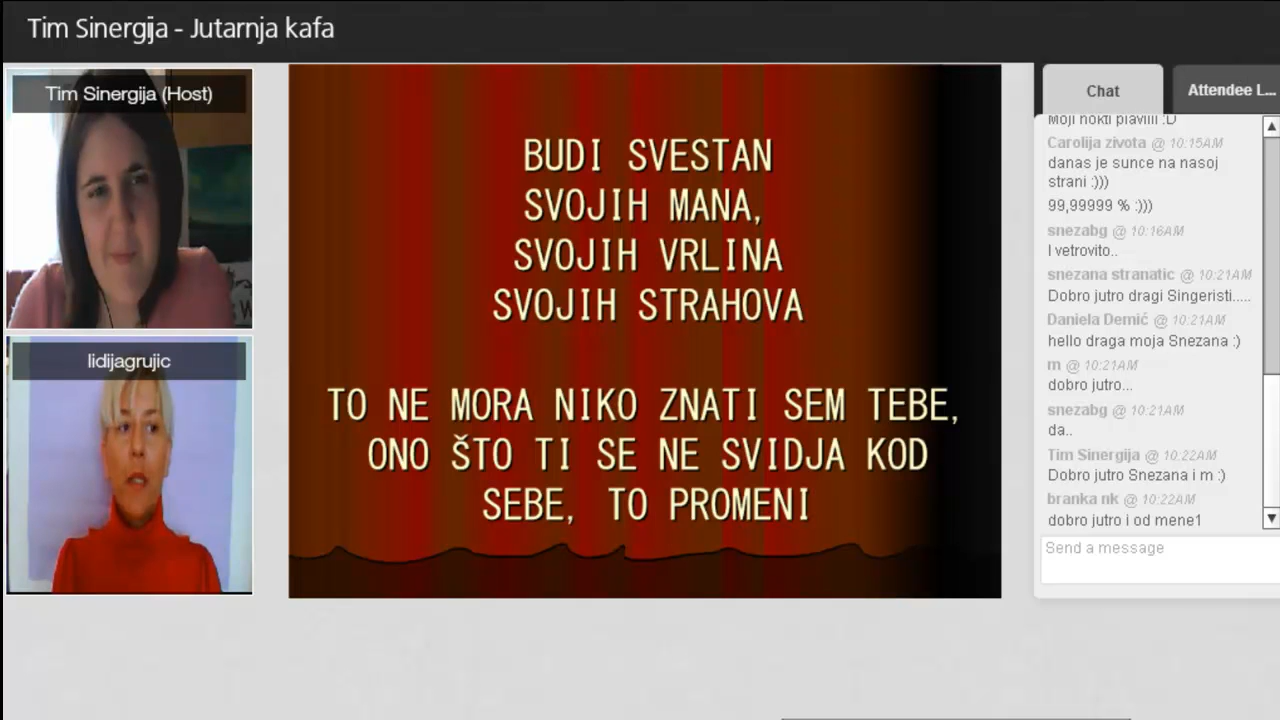 Tim Sinergija - Jutarnja kafa
Tim Sinergija (Host)
lidijagrujic
BUDI SVESTAN
SVOJIH MANA,
SVOJIH VRLINA
SVOJIH STRAHOVA
TO NE MORA NIKO ZNATI SEM TEBE,
ONO ŠTO TI SE NE SVIDJA KOD
SEBE, TO PROMENI
Chat
Attendee L...
Moji nokti plaviii :D
Carolija zivota @ 10:15AM
danas je sunce na nasoj
strani :)))
99,99999 % :)))
snezabg @ 10:16AM
I vetrovito..
snezana stranatic @ 10:21AM
Dobro jutro dragi Singeristi.....
Daniela Demić @ 10:21AM
hello draga moja Snezana :)
m @ 10:21AM
dobro jutro...
snezabg @ 10:21AM
da..
Tim Sinergija @ 10:22AM
Dobro jutro Snezana i m :)
branka nk @ 10:22AM
dobro jutro i od mene1
Send a message